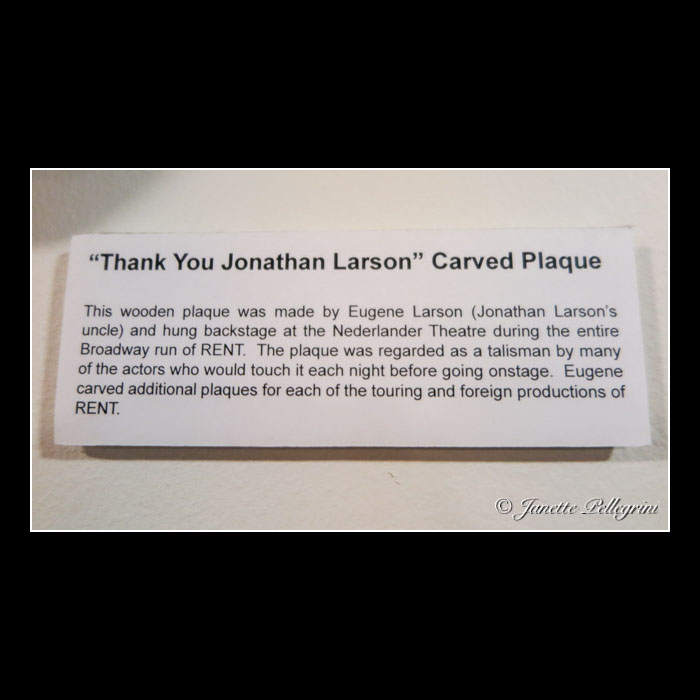 “Thank You Jonathan Larson” Carved Plaque
This wooden plaque was made by Eugene Larson (Jonathan Larson’s
uncle) and hung backstage at the Nederlander Theatre during the entire
Broadway run of RENT.  The plaque was regarded as a talisman by many
of the actors who would touch it each night before going onstage.  Eugene
carved additional plaques for each of the touring and foreign productions of
RENT.
© Janette Pellegrini